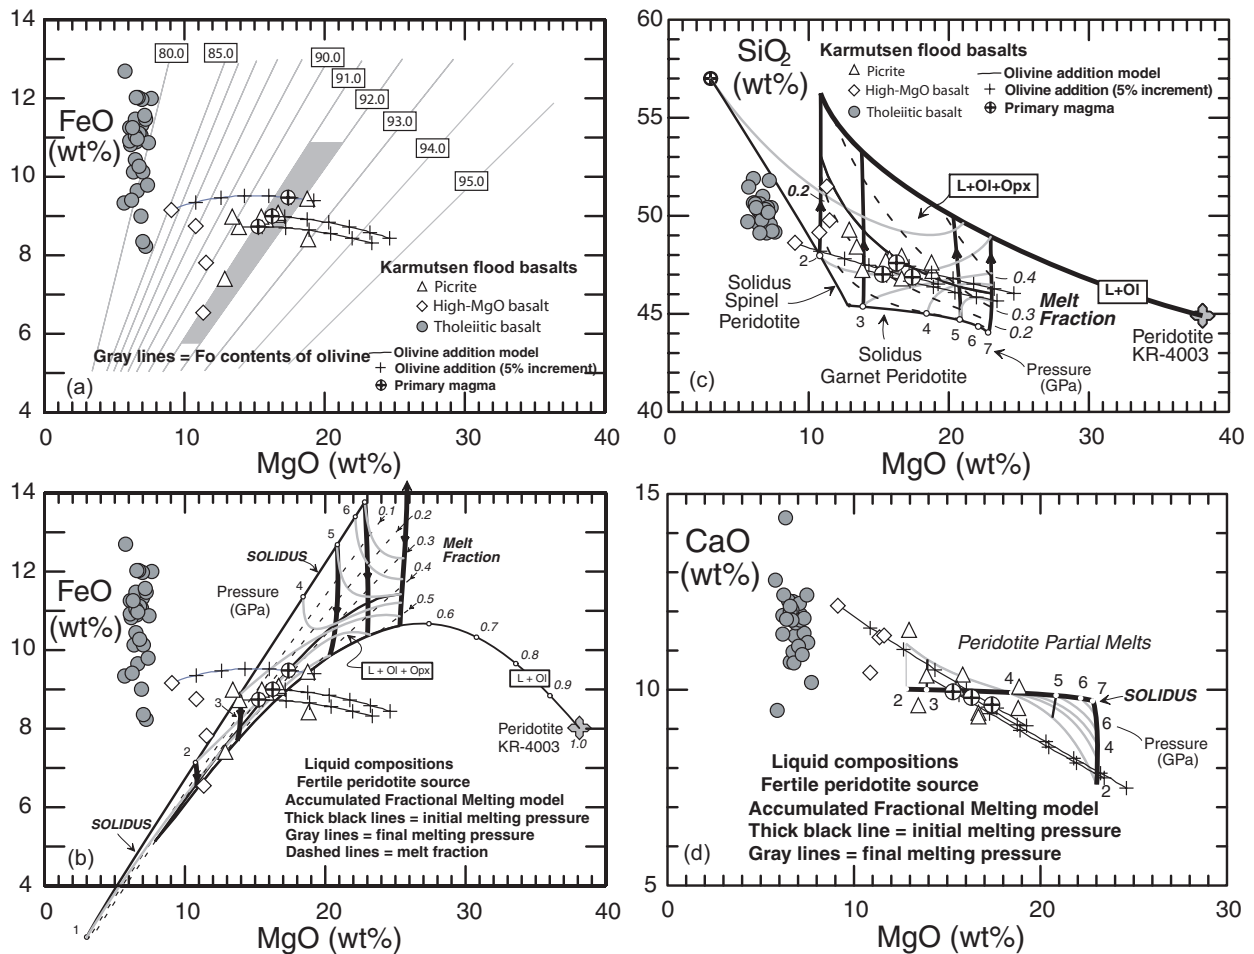 14
12
10
8
6
4
FeO
(wt%)
80.0
85.0
90.0
91.0
92.0
93.0
94.0
95.0
Karmutsen flood basalts
Picrite
High-MgO basalt
Tholeiitic basalt
Gray lines = Fo contents of olivine
Olivine addition model
Olivine addition (5% increment)
Primary magma
(a)
0
10
20
30
40
MgO (wt%)
60
55
50
45
40
SiO2
(wt%)
Karmutsen flood basalts
Picrite
High-MgO basalt
Tholeiitic basalt
Olivine addition model
Olivine addition (5% increment)
Primary magma
0.2
L+Ol+Opx
2
Solidus
Spinel
Peridotite
3
4
5
6
7
Solidus
Garnet Peridotite
0.4
0.3
0.2
Melt
Fraction
L+Ol
Peridotite
KR-4003
Pressure
(GPa)
(c)
0
10
20
30
40
MgO (wt%)
14
12
10
8
6
4
FeO
(wt%)
SOLIDUS
Pressure
(GPa)
6
5
4
3
2
1
0.1
0.2
0.3
0.4
0.5
0.6
0.7
0.8
0.9
1.0
Melt
Fraction
L + Ol + Opx
L + Ol
Peridotite
KR-4003
SOLIDUS
Liquid compositions
Fertile peridotite source
Accumulated Fractional Melting model
Thick black lines = initial melting pressure
Gray lines = final melting pressure
Dashed lines = melt fraction
(b)
0
10
20
30
40
MgO (wt%)
15
10
5
CaO
(wt%)
Peridotite Partial Melts
2
3
4
5
6
7
SOLIDUS
6
4
2
Pressure
(GPa)
Liquid compositions
Fertile peridotite source
Accumulated Fractional Melting model
Thick black line = initial melting pressure
Gray lines = final melting pressure
(d)
0
10
20
30
MgO (wt%)